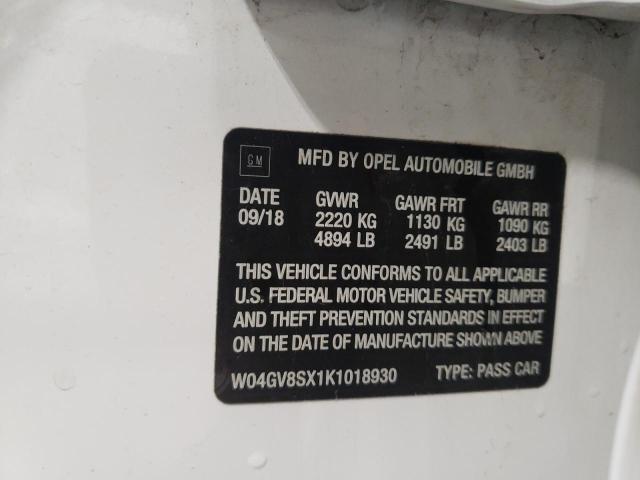 GM
MFD BY OPEL AUTOMOBILE GMBH
DATE GVWR GAWR FRT GAWR RR
09/18 2220 KG 1130 KG 1090 KG
4894 LB 2491 LB 2403 LB
THIS VEHICLE CONFORMS TO ALL APPLICABLE
U.S. FEDERAL MOTOR VEHICLE SAFETY, BUMPER
AND THEFT PREVENTION STANDARDS IN EFFECT
ON THE DATE OF MANUFACTURE SHOWN ABOVE
W04GV8SX1K1018930 TYPE: PASS CAR